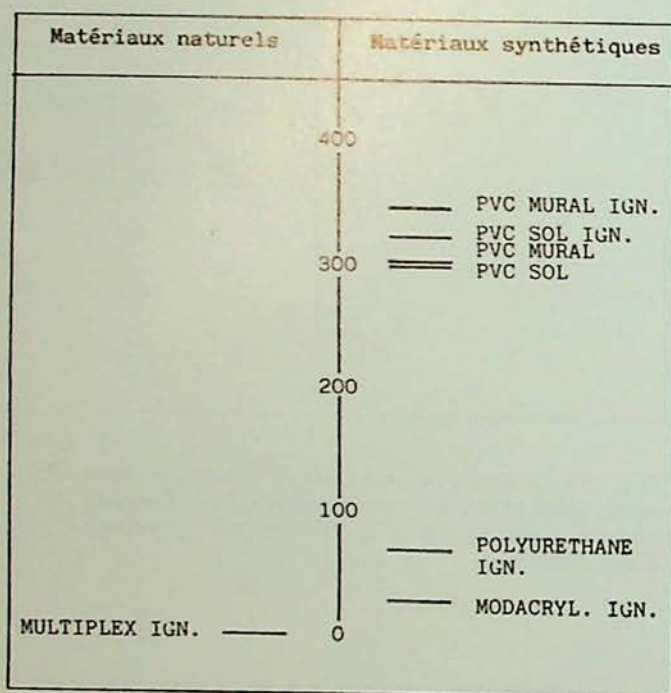 Matériaux naturels
Matériaux synthétiques
400
PVC MURAL IGN.
PVC SOL IGN.
PVC MURAL
300
PVC SOL
200
100
POLYURETHANE
IGN.
MODACRYL. IGN.
MULTIPLEX IGN.
0